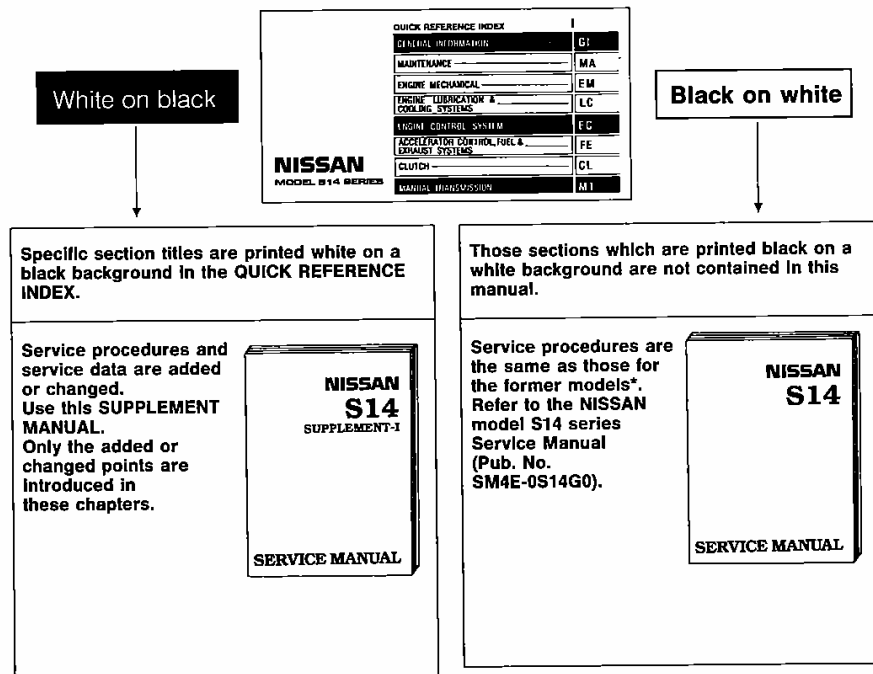 QUICK REFERENCE INDEX
GENERAL INFORMATION GI
MAINTENANCE MA
ENGINE MECHANICAL EM
ENGINE LUBRICATION &
COOLING SYSTEMS LC
ENGINE CONTROL SYSTEM EC
ACCELERATOR CONTROL, FUEL &
EXHAUST SYSTEMS FE
CLUTCH CL
MANUAL TRANSMISSION MT
NISSAN
MODEL S14 SERIES
White on black
Black on white
Specific section titles are printed white on a
black background in the QUICK REFERENCE
INDEX.
Service procedures and
service data are added
or changed.
Use this SUPPLEMENT
MANUAL.
Only the added or
changed points are
introduced in
these chapters.
NISSAN
S14
SUPPLEMENT-I
SERVICE MANUAL
Those sections which are printed black on a
white background are not contained in this
manual.
Service procedures are
the same as those for
the former models*.
Refer to the NISSAN
model S14 series
Service Manual
(Pub. No.
SM4E-0S14G0).
NISSAN
S14
SERVICE MANUAL